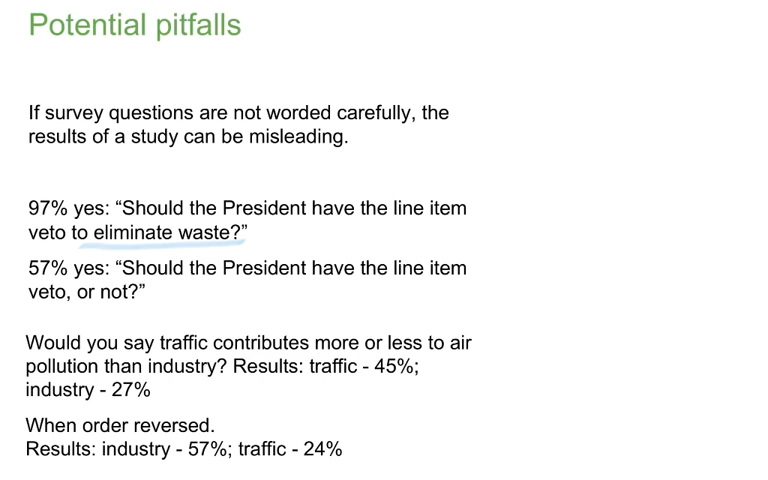 Potential pitfalls
If survey questions are not worded carefully, the
results of a study can be misleading.
97% yes: “Should the President have the line item
veto to eliminate waste?”
57% yes: “Should the President have the line item
veto, or not?”
Would you say traffic contributes more or less to air
pollution than industry? Results: traffic - 45%;
industry - 27%
When order reversed.
Results: industry - 57%; traffic - 24%